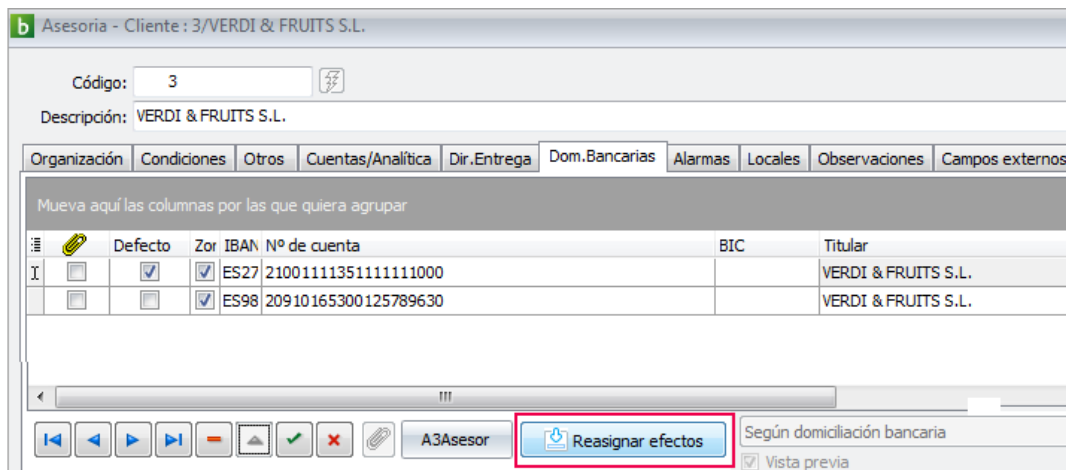 b Asesoria - Cliente : 3/VERDI & FRUITS S.L.
Código: 3
Descripción: VERDI & FRUITS S.L.
Organización Condiciones Otros Cuentas/Analítica Dir.Entrega Dom.Bancarias Alarmas Locales Observaciones Campos externos
Mueva aquí las columnas por las que quiera agrupar
Defecto Zor IBAN Nº de cuenta BIC Titular
ES27 21001111351111111000 VERDI & FRUITS S.L.
ES98 20910165300125789630 VERDI & FRUITS S.L.
A3Asesor Reasignar efectos Según domiciliación bancaria
Vista previa